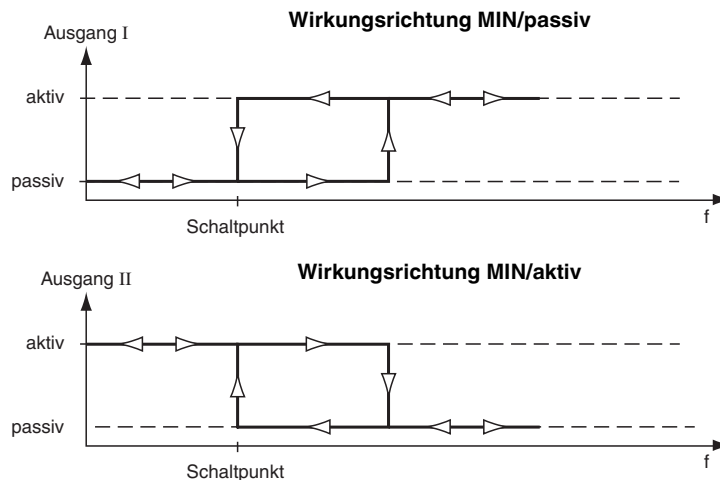 Wirkungsrichtung MIN/passiv
Ausgang I
aktiv
passiv
Schaltpunkt
f
Wirkungsrichtung MIN/aktiv
Ausgang II
aktiv
passiv
Schaltpunkt
f